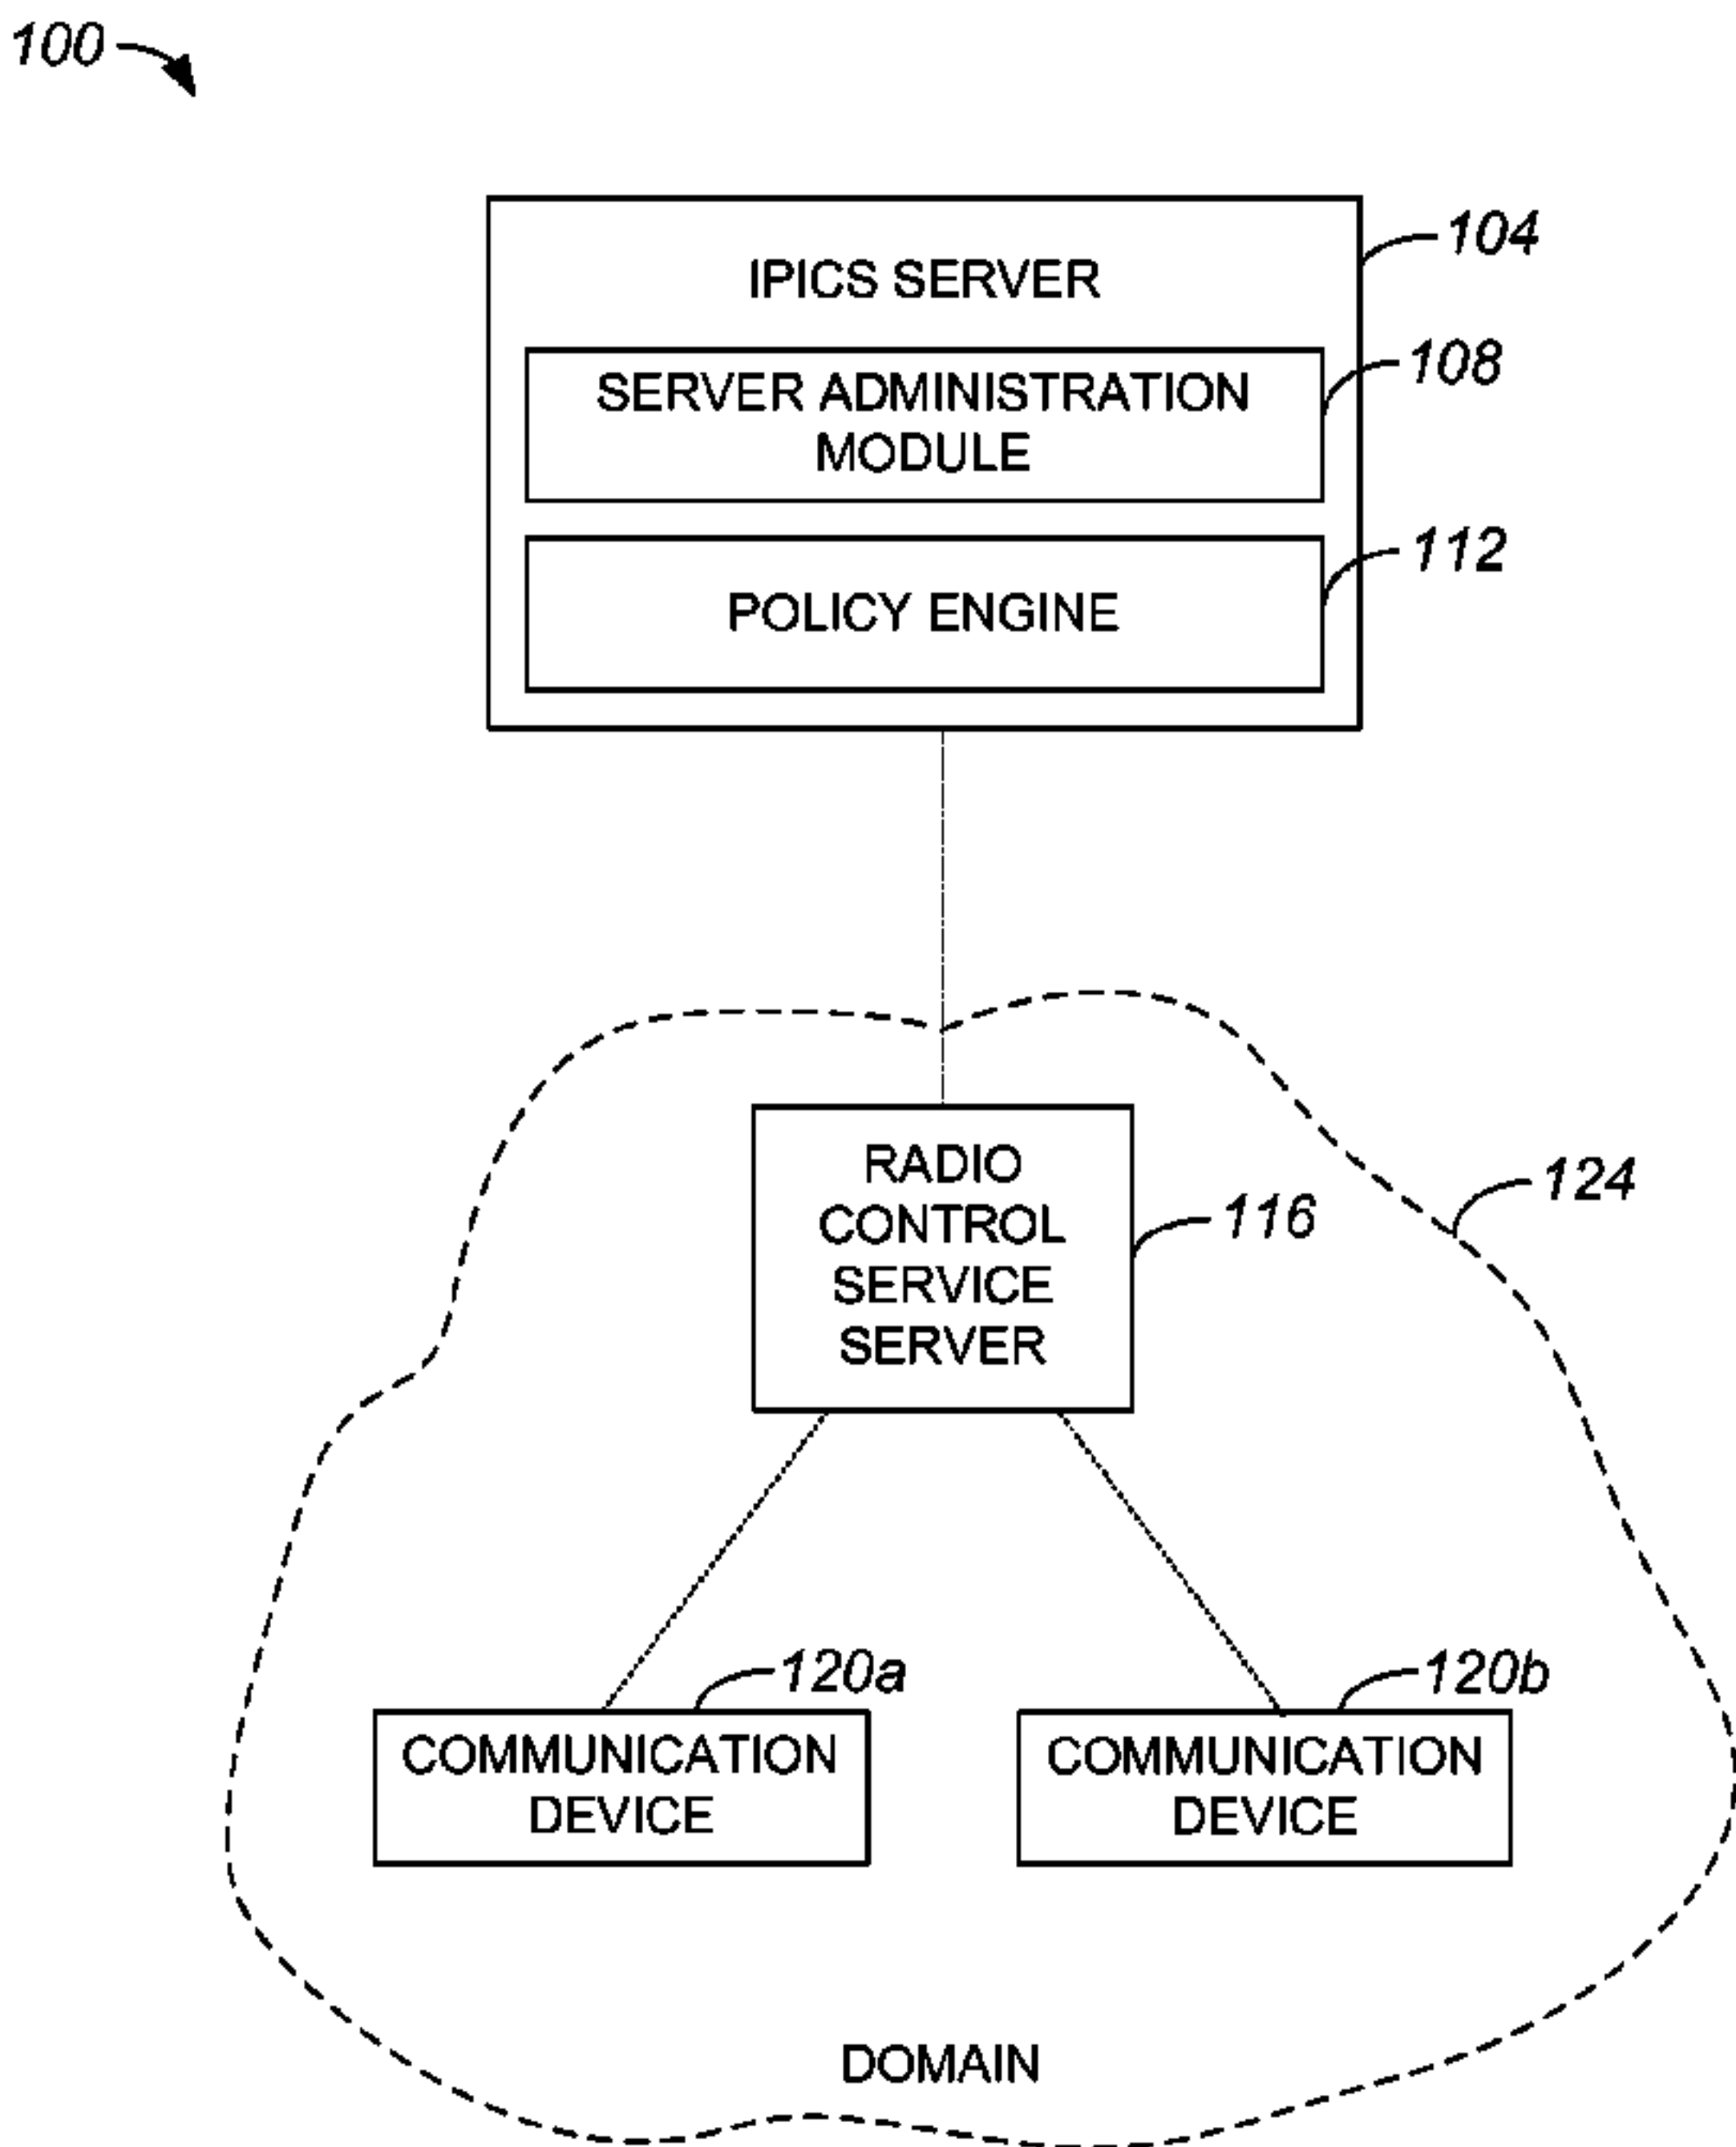 100
104
IPICS SERVER
108
SERVER ADMINISTRATION
MODULE
112
POLICY ENGINE
124
116
RADIO
CONTROL
SERVICE
SERVER
120a
120b
COMMUNICATION
DEVICE
COMMUNICATION
DEVICE
DOMAIN